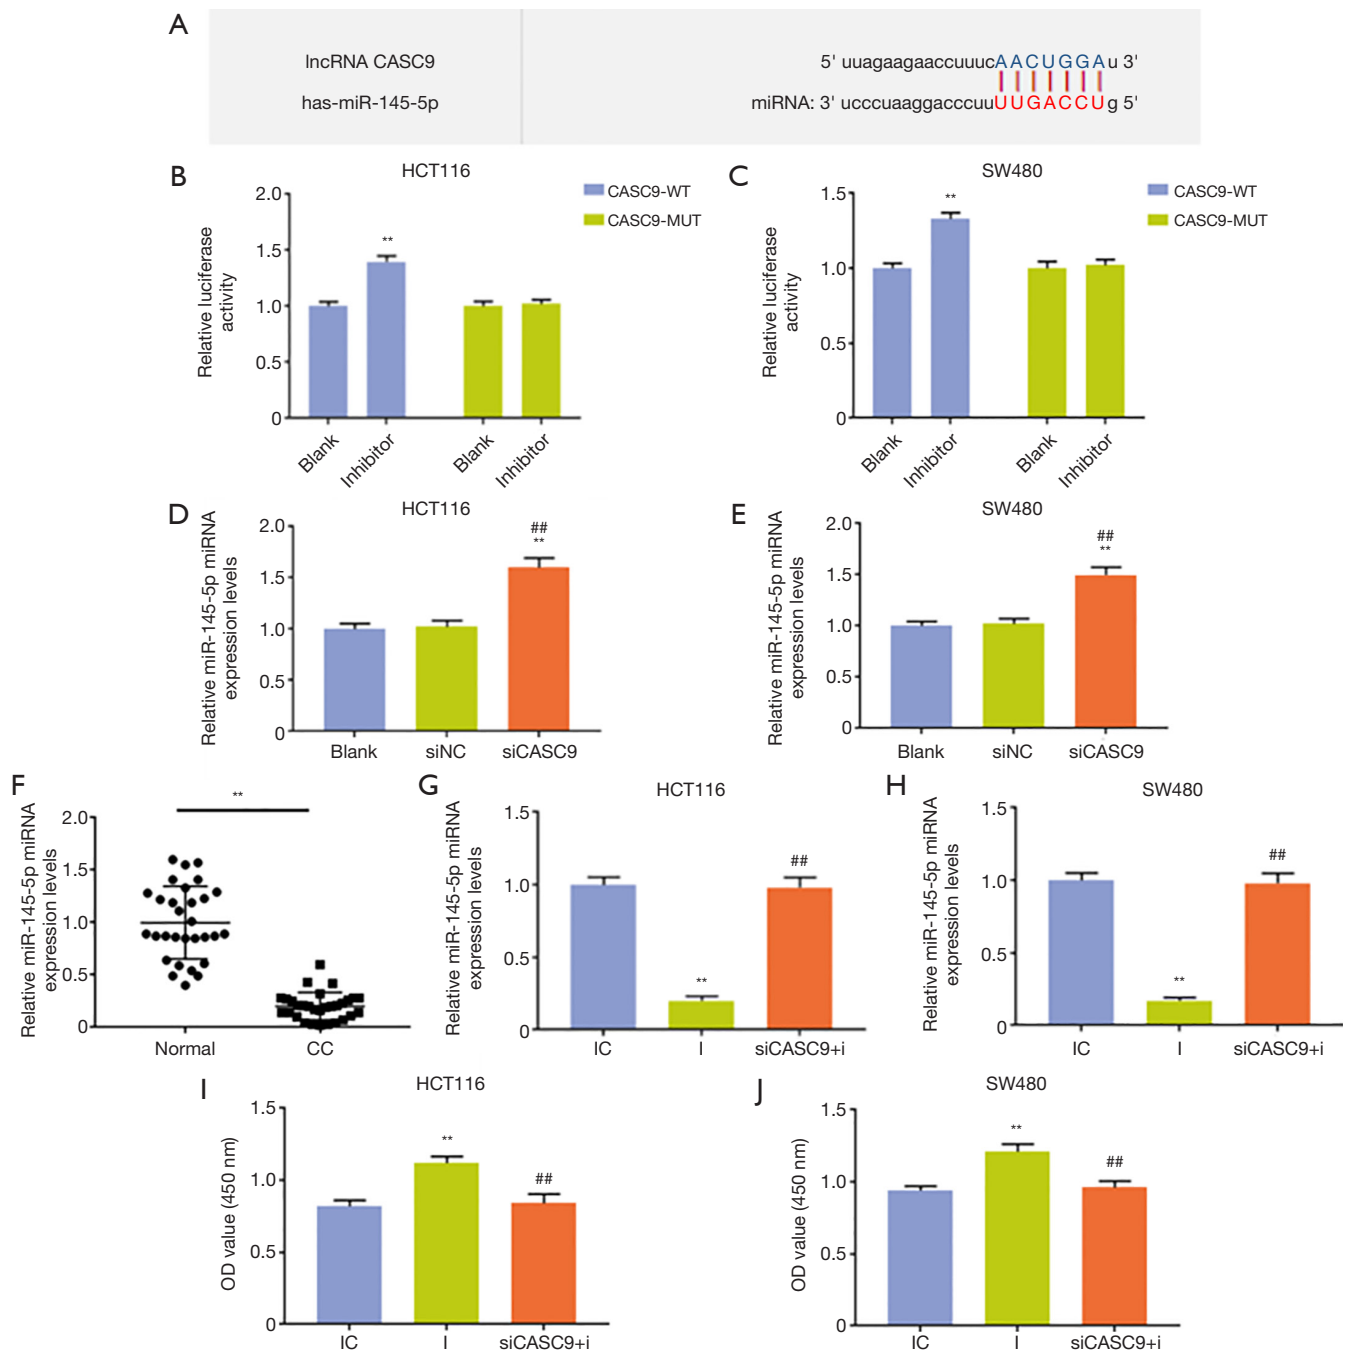 A
lncRNA CASC9
5' uuagaagaaccuuucAACUGGAu 3'
has-miR-145-5p
miRNA: 3' ucccuaaggacccuuUUGACCUg 5'
B
HCT116
Relative luciferase
activity
2.0
1.5
1.0
0.5
0
**
Blank
Inhibitor
Blank
Inhibitor
CASC9-WT
CASC9-MUT
C
SW480
Relative luciferase
activity
1.5
1.0
0.5
0
**
Blank
Inhibitor
Blank
Inhibitor
CASC9-WT
CASC9-MUT
D
HCT116
Relative miR-145-5p miRNA
expression levels
2.0
1.5
1.0
0.5
0
##
**
Blank
siNC
siCASC9
E
SW480
Relative miR-145-5p miRNA
expression levels
2.0
1.5
1.0
0.5
0
##
**
Blank
siNC
siCASC9
F
Relative miR-145-5p miRNA
expression levels
2.0
1.5
1.0
0.5
0
**
Normal
CC
G
HCT116
Relative miR-145-5p miRNA
expression levels
1.5
1.0
0.5
0
**
##
IC
I
siCASC9+i
H
SW480
Relative miR-145-5p miRNA
expression levels
1.5
1.0
0.5
0
**
##
IC
I
siCASC9+i
I
HCT116
OD value (450 nm)
1.5
1.0
0.5
0
**
##
IC
I
siCASC9+i
J
SW480
OD value (450 nm)
1.5
1.0
0.5
0
**
##
IC
I
siCASC9+i